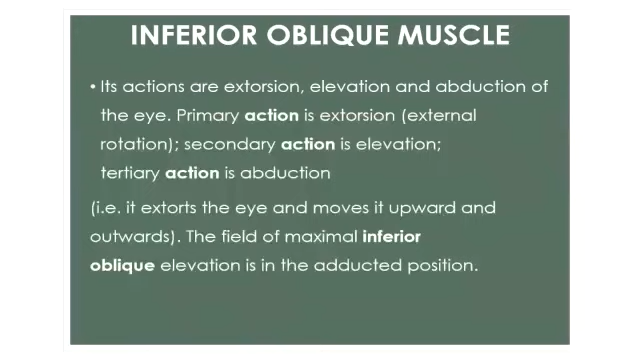 INFERIOR OBLIQUE MUSCLE
• Its actions are extorsion, elevation and abduction of
the eye. Primary action is extorsion (external
rotation); secondary action is elevation;
tertiary action is abduction
(i.e. it extorts the eye and moves it upward and
outwards). The field of maximal inferior
oblique elevation is in the adducted position.